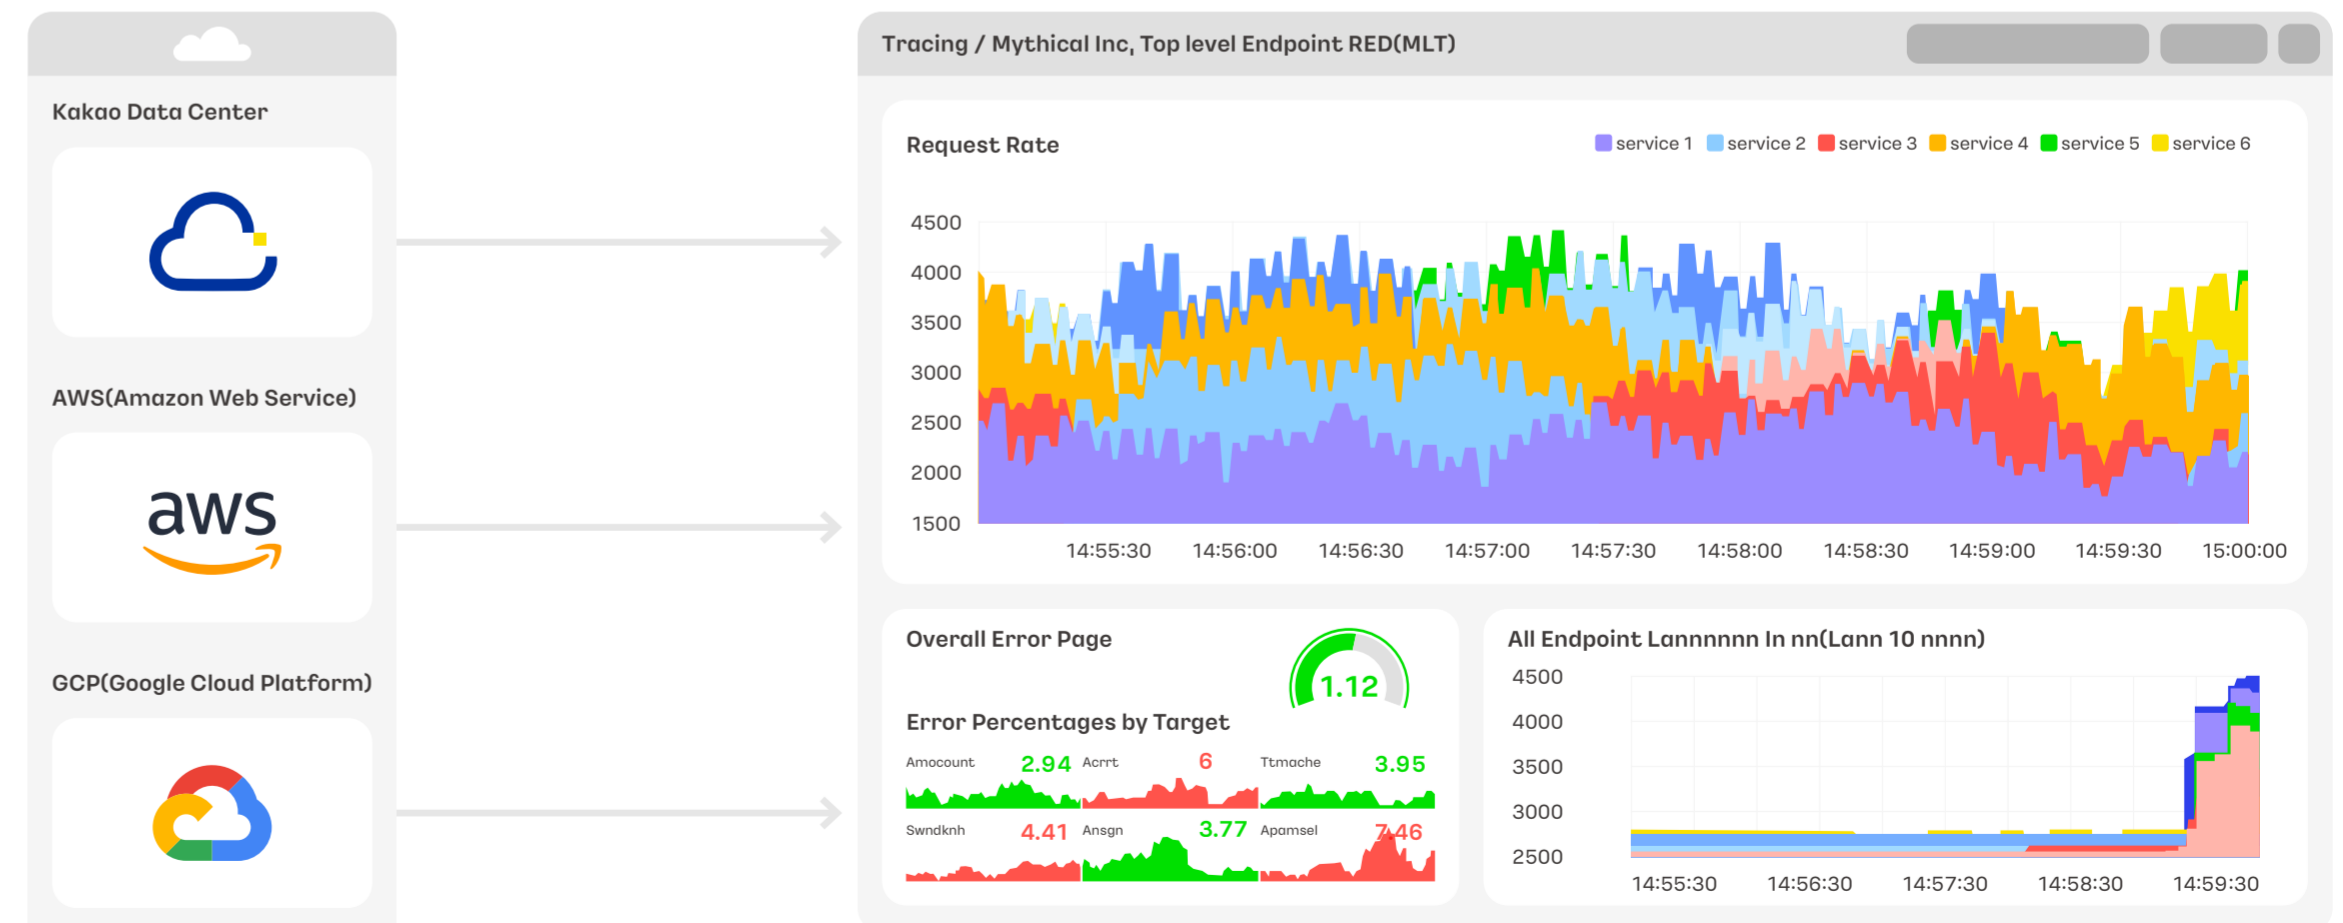 Kakao Data Center
AWS(Amazon Web Service)
aws
GCP(Google Cloud Platform)
Tracing / Mythical Inc, Top level Endpoint RED(MLT)
Request Rate
service 1 service 2 service 3 service 4 service 5 service 6
4500
4000
3500
3000
2500
2000
1500
14:55:30 14:56:00 14:56:30 14:57:00 14:57:30 14:58:00 14:58:30 14:59:00 14:59:30 15:00:00
Overall Error Page
1.12
Error Percentages by Target
Amocount 2.94 Acrrt 6 Ttmache 3.95
Swndknh 4.41 Ansgn 3.77 Apamsel 7.46
All Endpoint Lannnnnn In nn(Lann 10 nnnn)
4500
4000
3500
3000
2500
14:55:30 14:56:30 14:57:30 14:58:30 14:59:30